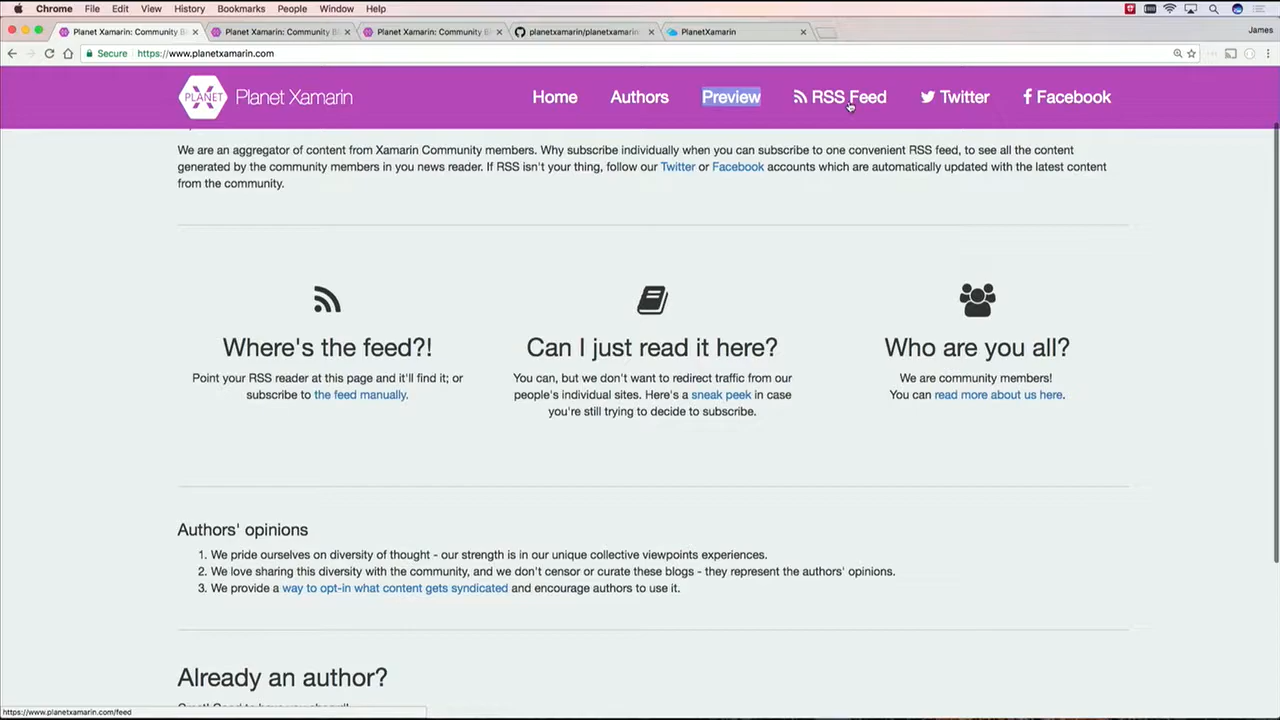 Chrome File Edit View History Bookmarks People Window Help
Planet Xamarin: Community B
Planet Xamarin: Community B
Planet Xamarin: Community B
planetxamarin/planetxamarin
PlanetXamarin
James
Secure https://www.planetxamarin.com
PLANET Planet Xamarin Home Authors Preview RSS Feed Twitter Facebook
We are an aggregator of content from Xamarin Community members. Why subscribe individually when you can subscribe to one convenient RSS feed, to see all the content
generated by the community members in you news reader. If RSS isn't your thing, follow our Twitter or Facebook accounts which are automatically updated with the latest content
from the community.
Where's the feed?!
Point your RSS reader at this page and it'll find it; or
subscribe to the feed manually.
Can I just read it here?
You can, but we don't want to redirect traffic from our
people's individual sites. Here's a sneak peek in case
you're still trying to decide to subscribe.
Who are you all?
We are community members!
You can read more about us here.
Authors' opinions
1. We pride ourselves on diversity of thought - our strength is in our unique collective viewpoints experiences.
2. We love sharing this diversity with the community, and we don't censor or curate these blogs - they represent the authors' opinions.
3. We provide a way to opt-in what content gets syndicated and encourage authors to use it.
Already an author?
https://www.planetxamarin.com/feed